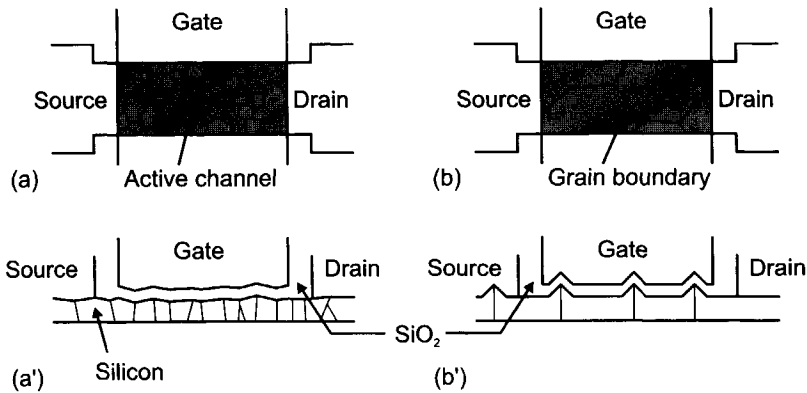 Gate
Source
Drain
(a)
Active channel
Gate
Source
Drain
(b)
Grain boundary
Gate
Source
Drain
(a')
Silicon
SiO₂
Gate
Source
Drain
(b')